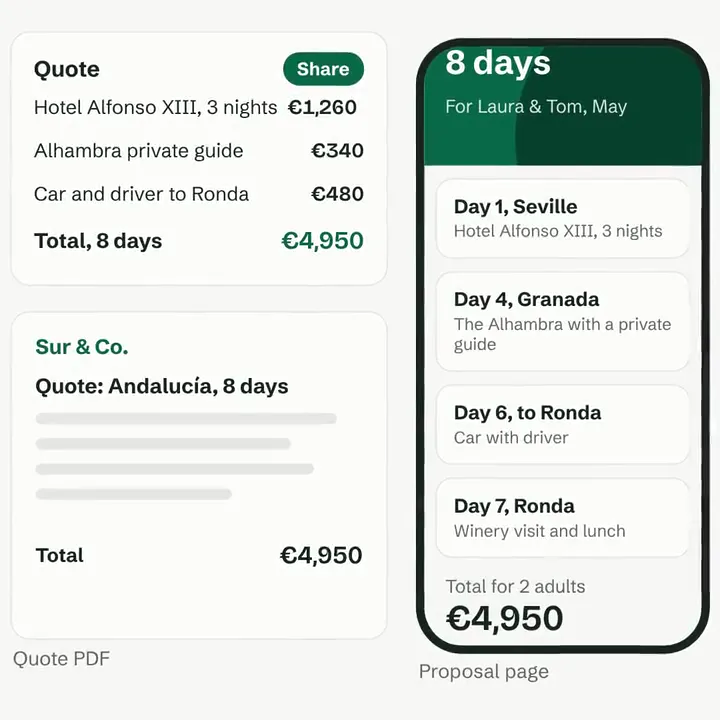 Quote
Share
Hotel Alfonso XIII, 3 nights €1,260
Alhambra private guide €340
Car and driver to Ronda €480
Total, 8 days €4,950
Sur & Co.
Quote: Andalucía, 8 days
Total €4,950
Quote PDF
8 days
For Laura & Tom, May
Day 1, Seville
Hotel Alfonso XIII, 3 nights
Day 4, Granada
The Alhambra with a private
guide
Day 6, to Ronda
Car with driver
Day 7, Ronda
Winery visit and lunch
Total for 2 adults
€4,950
Proposal page